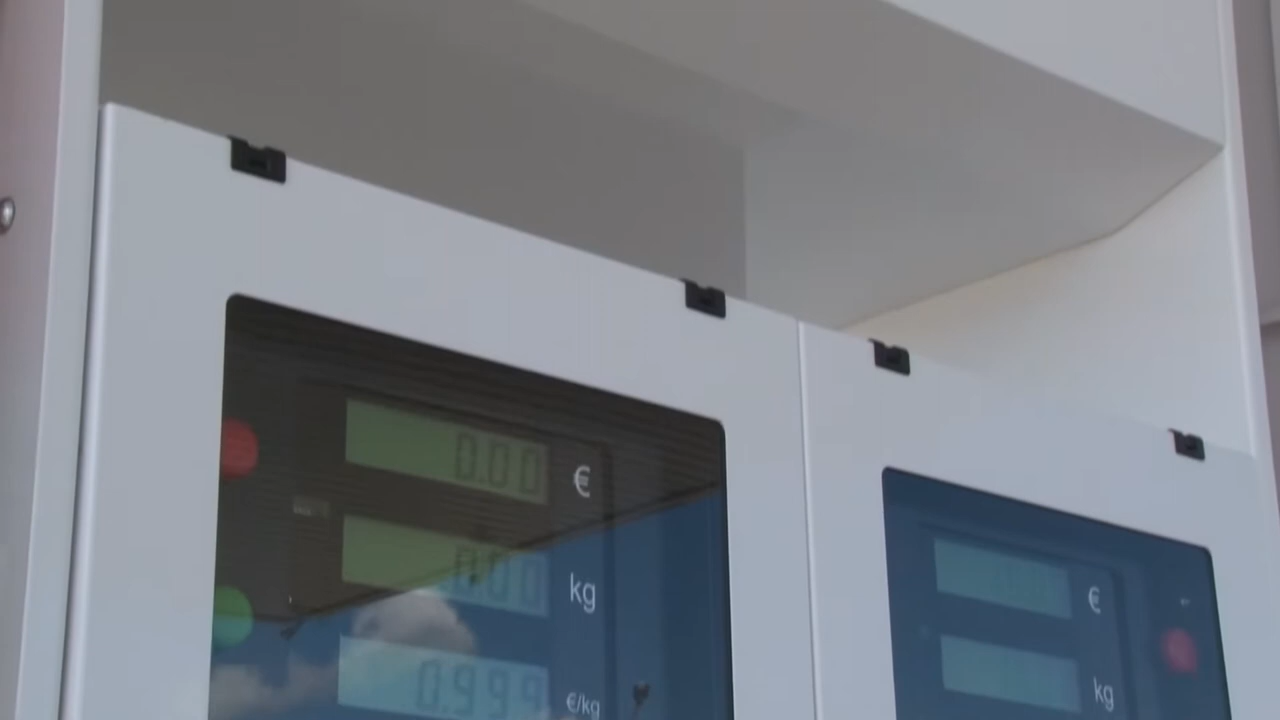 0.00 €
0.00 kg
0.999 €/kg
€
kg